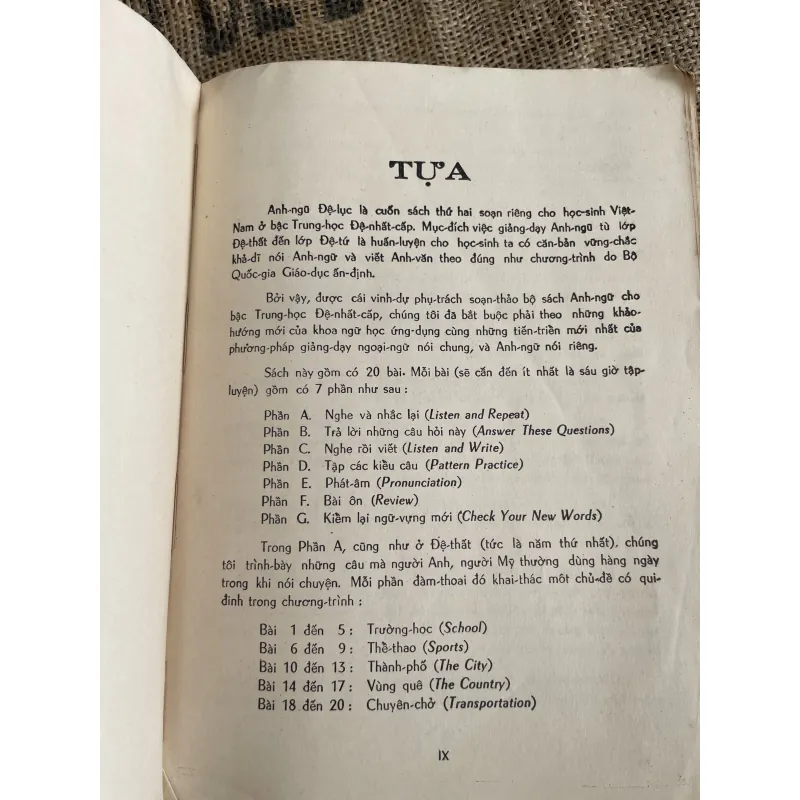 TỰA
Anh-ngữ Đệ-lục là cuốn sách thứ hai soạn riêng cho học-sinh Việt-
Nam ở bậc Trung-học Đệ-nhất-cấp. Mục-đích việc giảng-dạy Anh-ngữ từ lớp
Đệ-thất đến lớp Đệ-tứ là huấn-luyện cho học-sinh ta có căn-bản vững-chắc
khả-dĩ nói Anh-ngữ và viết Anh-văn theo đúng như chương-trình do Bộ
Quốc-gia Giáo-dục ấn-định.
Bởi vậy, được cái vinh-dự phụ-trách soạn-thảo bộ sách Anh-ngữ cho
bậc Trung-học Đệ-nhất-cấp, chúng tôi đã bắt buộc phải theo những khảo-
hướng mới của khoa ngữ học ứng-dụng cùng những tiến-triển mới nhất của
phương-pháp giảng-dạy ngoại-ngữ nói chung, và Anh-ngữ nói riêng.
Sách này gồm có 20 bài. Mỗi bài (sẽ cần đến ít nhất là sáu giờ tập-
luyện) gồm có 7 phần như sau :
Phần A. Nghe và nhắc lại (Listen and Repeat)
Phần B. Trả lời những câu hỏi này (Answer These Questions)
Phần C. Nghe rồi viết (Listen and Write)
Phần D. Tập các kiểu câu (Pattern Practice)
Phần E. Phát-âm (Pronunciation)
Phần F. Bài ôn (Review)
Phần G. Kiểm lại ngữ-vựng mới (Check Your New Words)
Trong Phần A, cũng như ở Đệ-thất (tức là năm thứ nhất), chúng
tôi trình-bày những câu mà người Anh, người Mỹ thường dùng hàng ngày
trong khi nói chuyện. Mỗi phần đàm-thoại đó khai-thác một chủ-đề có qui-
định trong chương-trình :
Bài 1 đến 5 : Trường-học (School)
Bài 6 đến 9 : Thể-thao (Sports)
Bài 10 đến 13 : Thành-phố (The City)
Bài 14 đến 17 : Vùng quê (The Country)
Bài 18 đến 20 : Chuyên-chở (Transportation)
IX